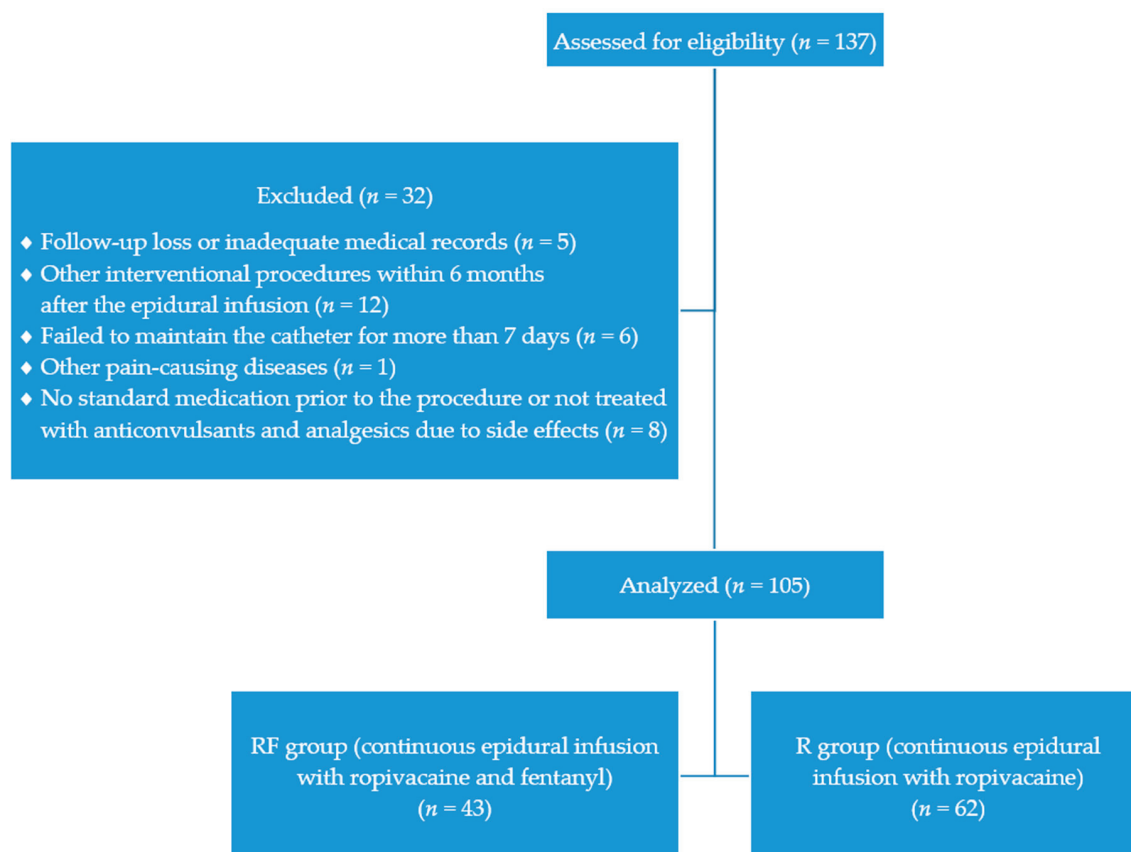 Assessed for eligibility (n = 137)
Excluded (n = 32)
♦ Follow-up loss or inadequate medical records (n = 5)
♦ Other interventional procedures within 6 months
after the epidural infusion (n = 12)
♦ Failed to maintain the catheter for more than 7 days (n = 6)
♦ Other pain-causing diseases (n = 1)
♦ No standard medication prior to the procedure or not treated
with anticonvulsants and analgesics due to side effects (n = 8)
Analyzed (n = 105)
RF group (continuous epidural infusion
with ropivacaine and fentanyl)
(n = 43)
R group (continuous epidural
infusion with ropivacaine)
(n = 62)